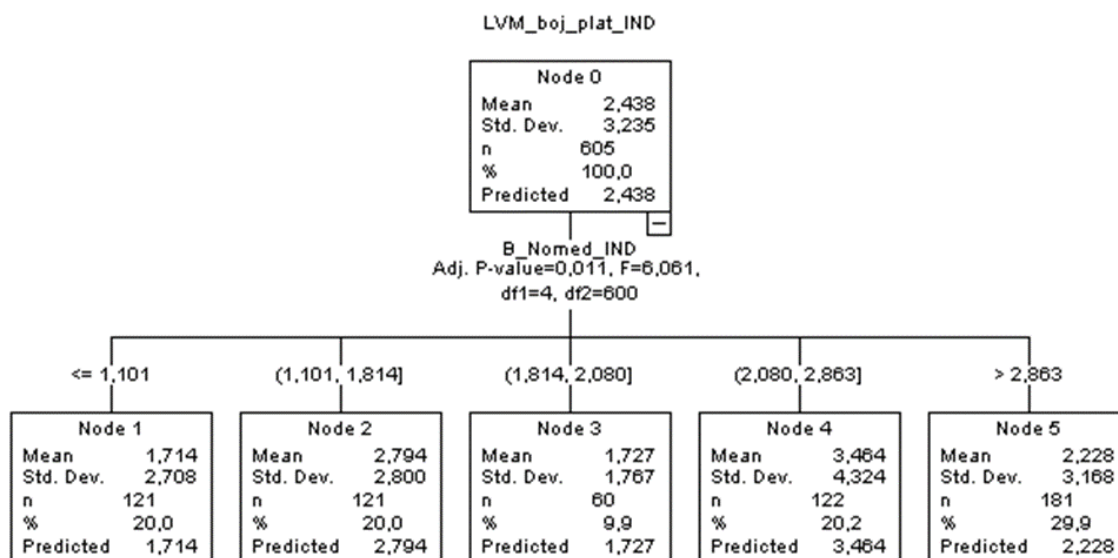 LVM_boj_plat_IND
Node 0
Mean 2,438
Std. Dev. 3,235
n 605
% 100,0
Predicted 2,438
B_Nomed_IND
Adj. P-value=0,011, F=6,061,
df1=4, df2=600
<= 1,101
(1,101, 1,814]
(1,814, 2,080]
(2,080, 2,863]
> 2,863
Node 1
Mean 1,714
Std. Dev. 2,708
n 121
% 20,0
Predicted 1,714
Node 2
Mean 2,794
Std. Dev. 2,800
n 121
% 20,0
Predicted 2,794
Node 3
Mean 1,727
Std. Dev. 1,767
n 60
% 9,9
Predicted 1,727
Node 4
Mean 3,464
Std. Dev. 4,324
n 122
% 20,2
Predicted 3,464
Node 5
Mean 2,228
Std. Dev. 3,168
n 181
% 29,9
Predicted 2,228